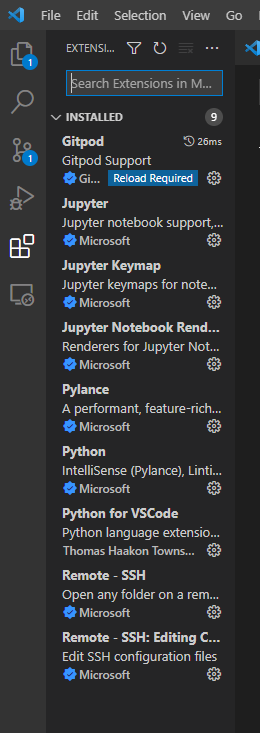 File Edit Selection View Go
EXTENSI...
1
Search Extensions in M...
INSTALLED 9
Gitpod 26ms
Gitpod Support
Gi... Reload Required
1
Jupyter
Jupyter notebook support,...
Microsoft
Jupyter Keymap
Jupyter keymaps for note...
Microsoft
Jupyter Notebook Rend...
Renderers for Jupyter Not...
Microsoft
Pylance
A performant, feature-rich...
Microsoft
Python
IntelliSense (Pylance), Linti...
Microsoft
Python for VSCode
Python language extensio...
Thomas Haakon Towns...
Remote - SSH
Open any folder on a rem...
Microsoft
Remote - SSH: Editing C...
Edit SSH configuration files
Microsoft